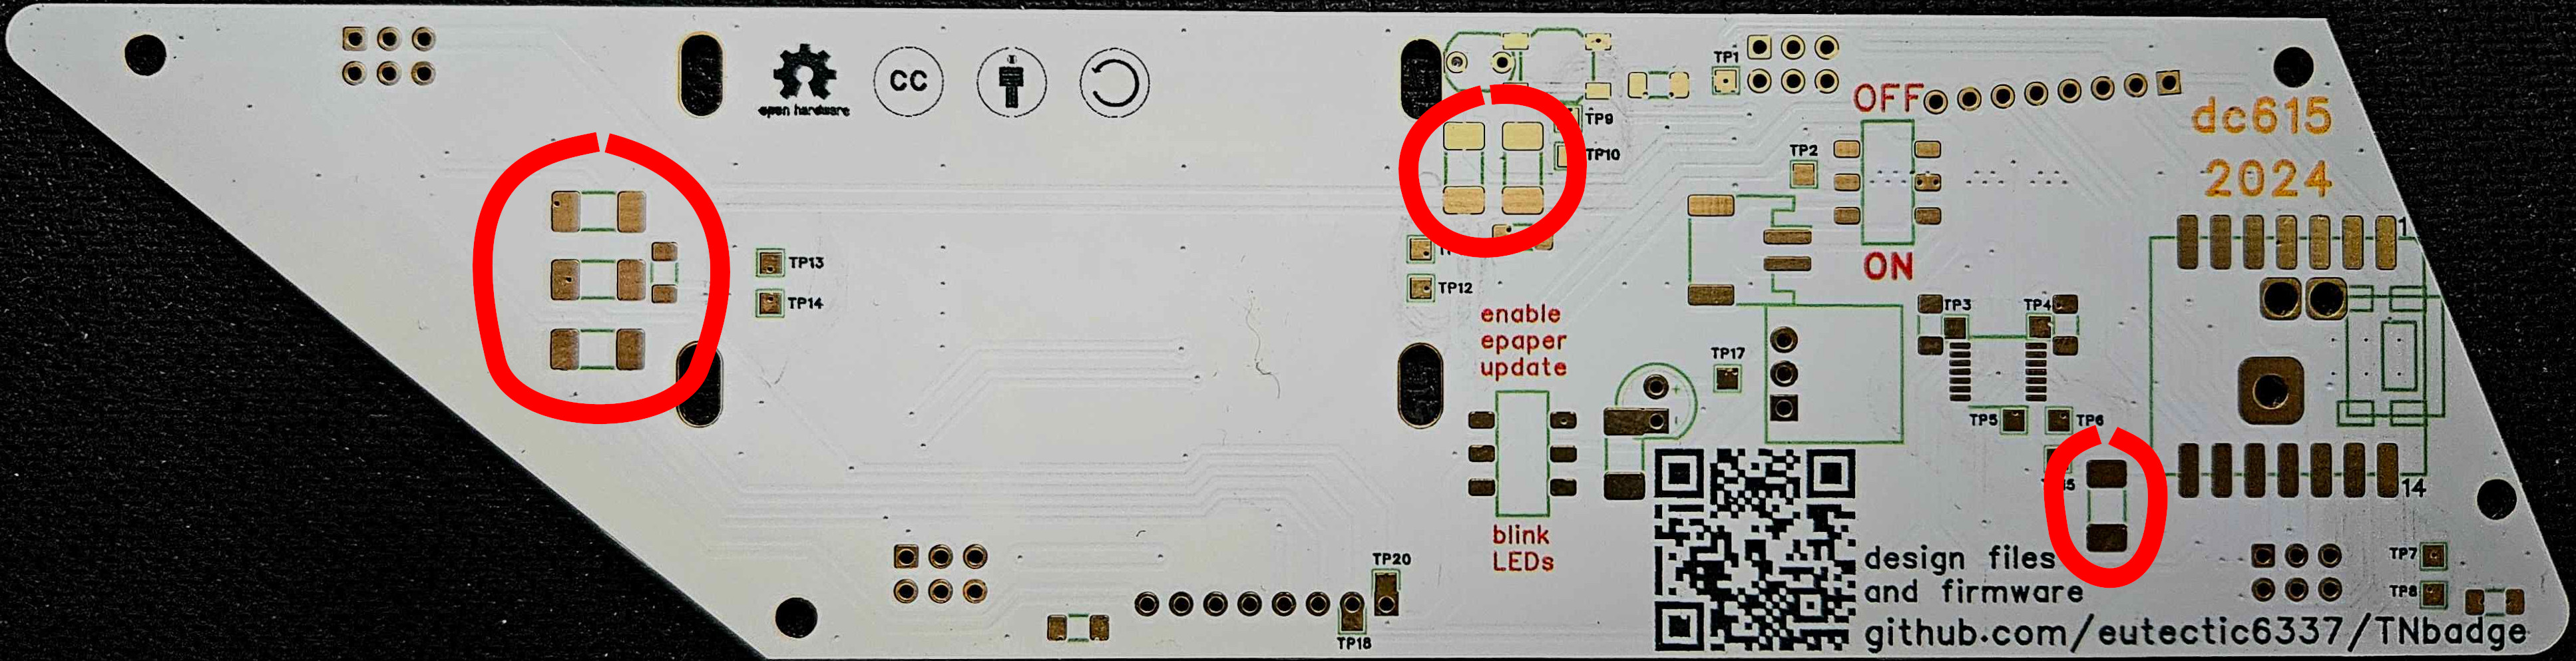 open hardware
CC
TP1
OFF
dc615
2024
TP9
TP10
TP2
ON
1
TP13
TP14
TP12
enable
epaper
update
TP3
TP4
TP17
TP5
TP6
14
blink
LEDs
TP20
TP18
TP7
TP8
design files
and firmware
github.com/eutectic6337/TNbadge